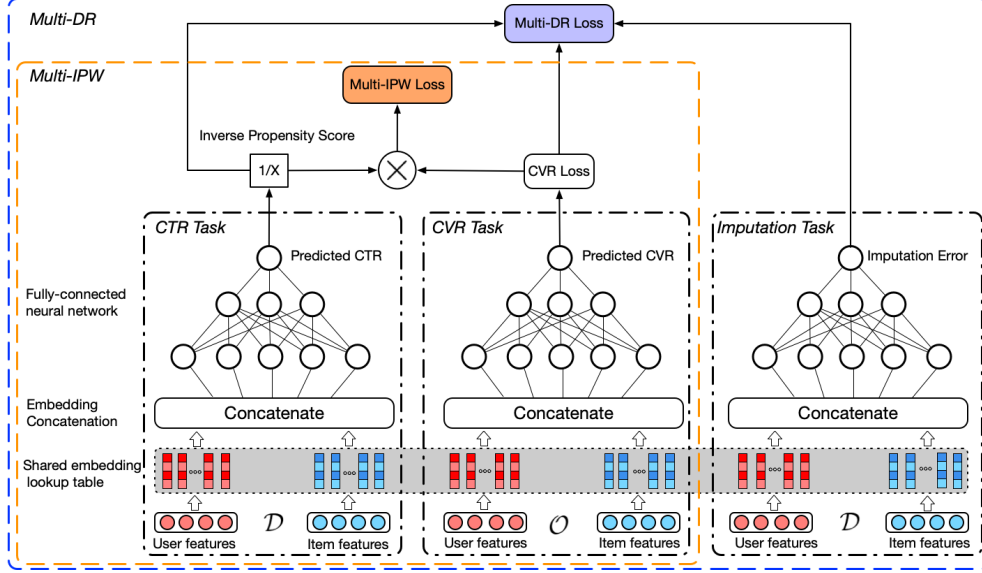 Multi-DR
Multi-DR Loss
Multi-IPW
Multi-IPW Loss
Inverse Propensity Score
1/X
CVR Loss
CTR Task
CVR Task
Imputation Task
Predicted CTR
Predicted CVR
Imputation Error
Fully-connected
neural network
Embedding
Concatenation
Concatenate
Concatenate
Concatenate
Shared embedding
lookup table
User features
𝒟
Item features
User features
𝒪
Item features
User features
𝒟
Item features